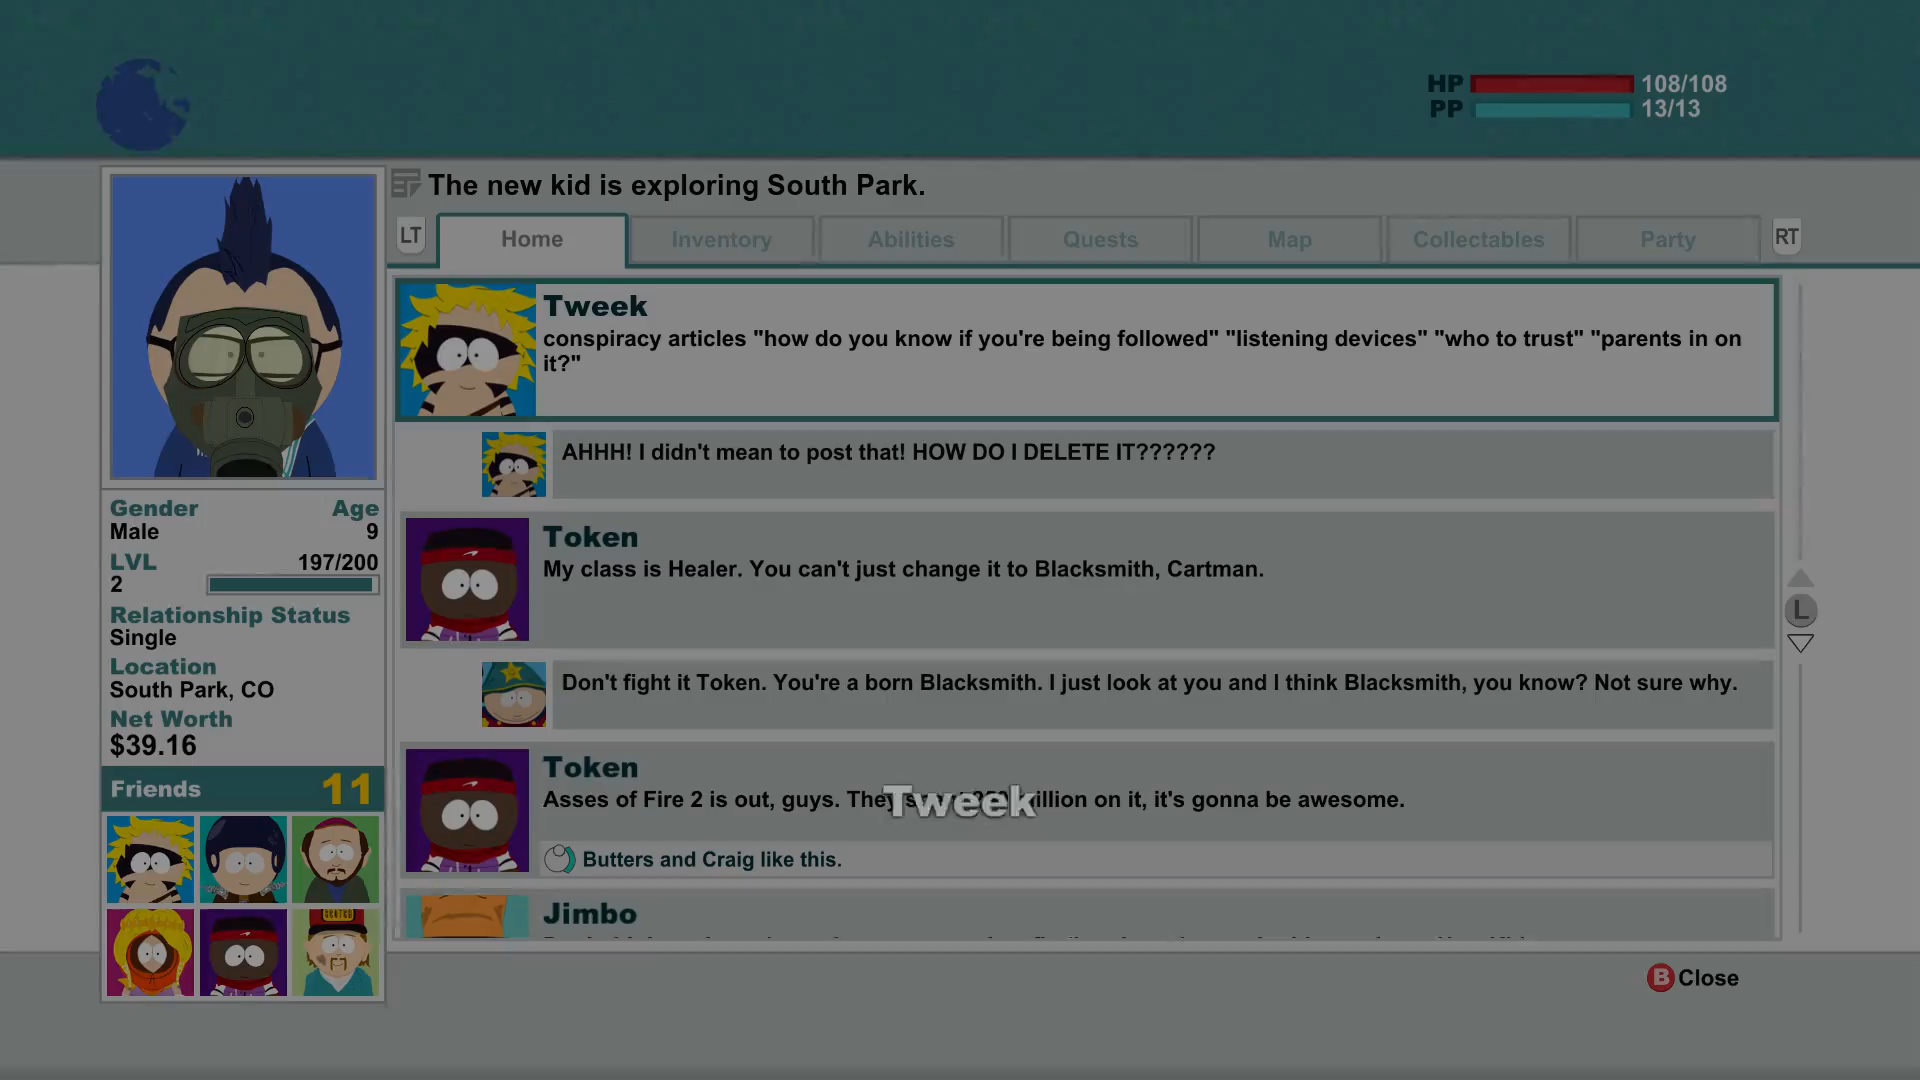 HP 108/108
PP 13/13
The new kid is exploring South Park.
LT Home Inventory Abilities Quests Map Collectables Party RT
Tweek
conspiracy articles "how do you know if you're being followed" "listening devices" "who to trust" "parents in on
it?"
AHHH! I didn't mean to post that! HOW DO I DELETE IT??????
Gender Age
Male 9
LVL 197/200
2
Relationship Status
Single
Location
South Park, CO
Net Worth
$39.16
Friends 11
Token
My class is Healer. You can't just change it to Blacksmith, Cartman.
Don't fight it Token. You're a born Blacksmith. I just look at you and I think Blacksmith, you know? Not sure why.
Token
Asses of Fire 2 is out, guys. They on it, it's gonna be awesome.
Tweek
Butters and Craig like this.
Jimbo
L
B Close